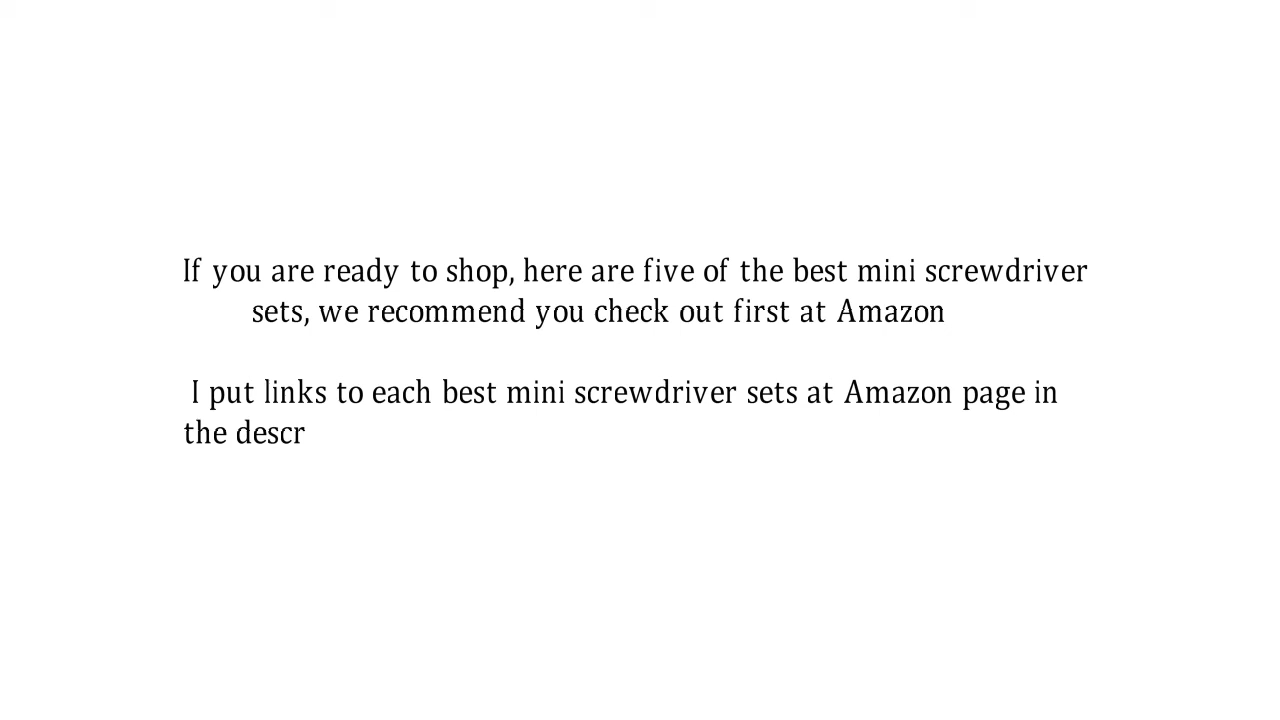 If you are ready to shop, here are five of the best mini screwdriver
sets, we recommend you check out first at Amazon
I put links to each best mini screwdriver sets at Amazon page in
the descr